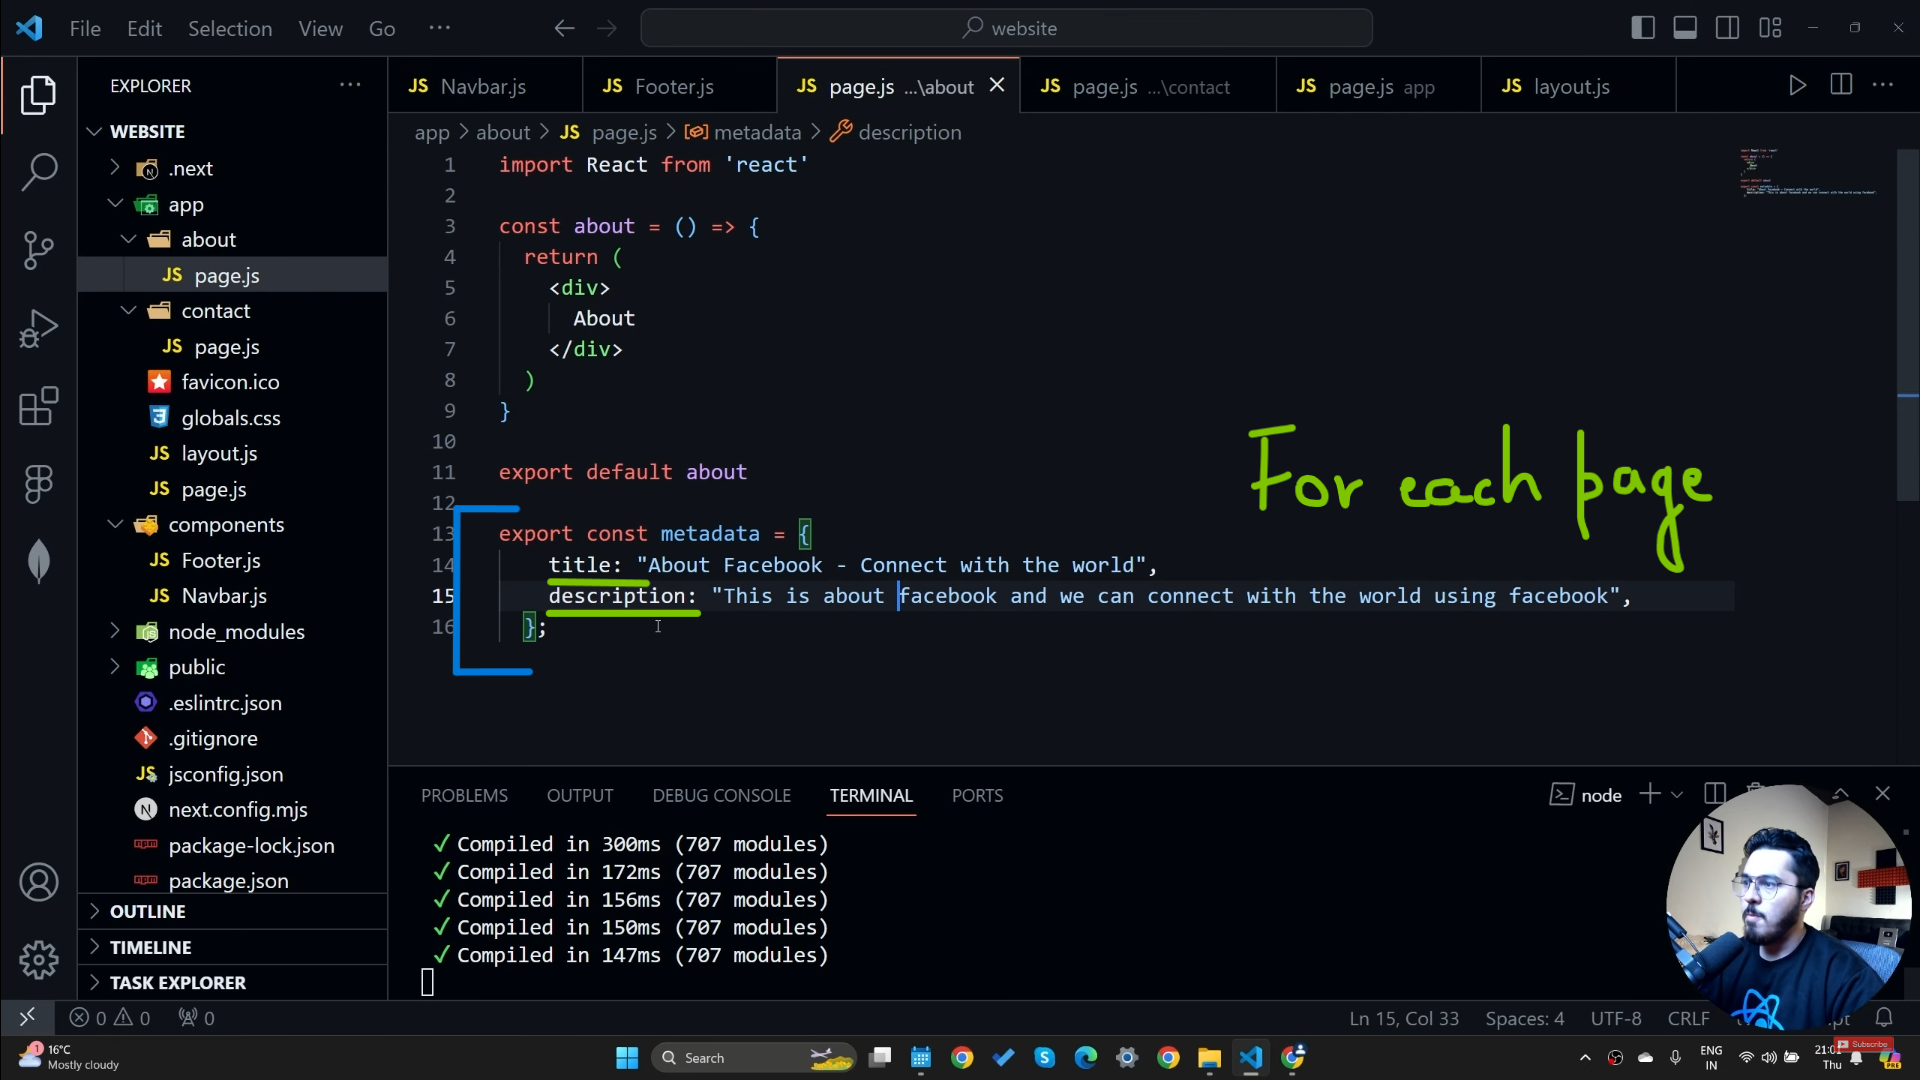 File Edit Selection View Go ··· website
EXPLORER ···
WEBSITE
.next
app
about
JS page.js
contact
JS page.js
favicon.ico
globals.css
JS layout.js
JS page.js
components
JS Footer.js
JS Navbar.js
node_modules
public
.eslintrc.json
.gitignore
JS jsconfig.json
next.config.mjs
package-lock.json
package.json
OUTLINE
TIMELINE
TASK EXPLORER
JS Navbar.js JS Footer.js JS page.js ...\about JS page.js ...\contact JS page.js app JS layout.js
app > about > JS page.js > metadata > description
1 import React from 'react'
2
3 const about = () => {
4 return (
5 <div>
6 About
7 </div>
8 )
9 }
10
11 export default about
12
13 export const metadata = {
14 title: "About Facebook - Connect with the world",
15 description: "This is about facebook and we can connect with the world using facebook",
16 };
For each page
PROBLEMS OUTPUT DEBUG CONSOLE TERMINAL PORTS node
✓ Compiled in 300ms (707 modules)
✓ Compiled in 172ms (707 modules)
✓ Compiled in 156ms (707 modules)
✓ Compiled in 150ms (707 modules)
✓ Compiled in 147ms (707 modules)
0 0 0 Ln 15, Col 33 Spaces: 4 UTF-8 CRLF
1 16°C
Mostly cloudy
Search
ENG
IN
Thu
Subscribe